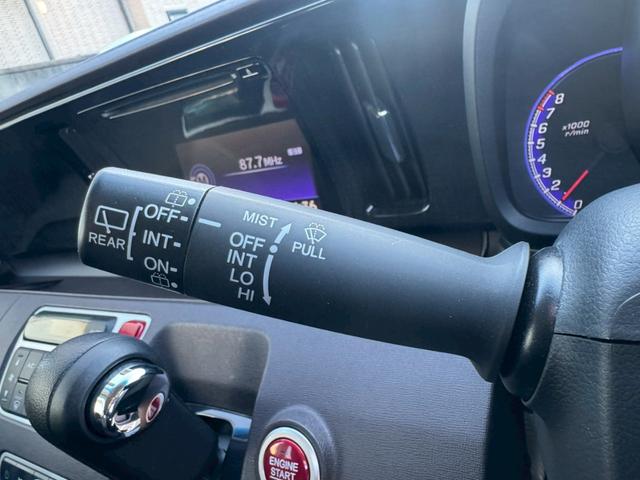 87.7MHz
8
7
6
5
4
3
2
1
0
x1000
r/min
REAR
OFF
INT
ON
MIST
OFF
INT
LO
HI
PULL
ENGINE
START